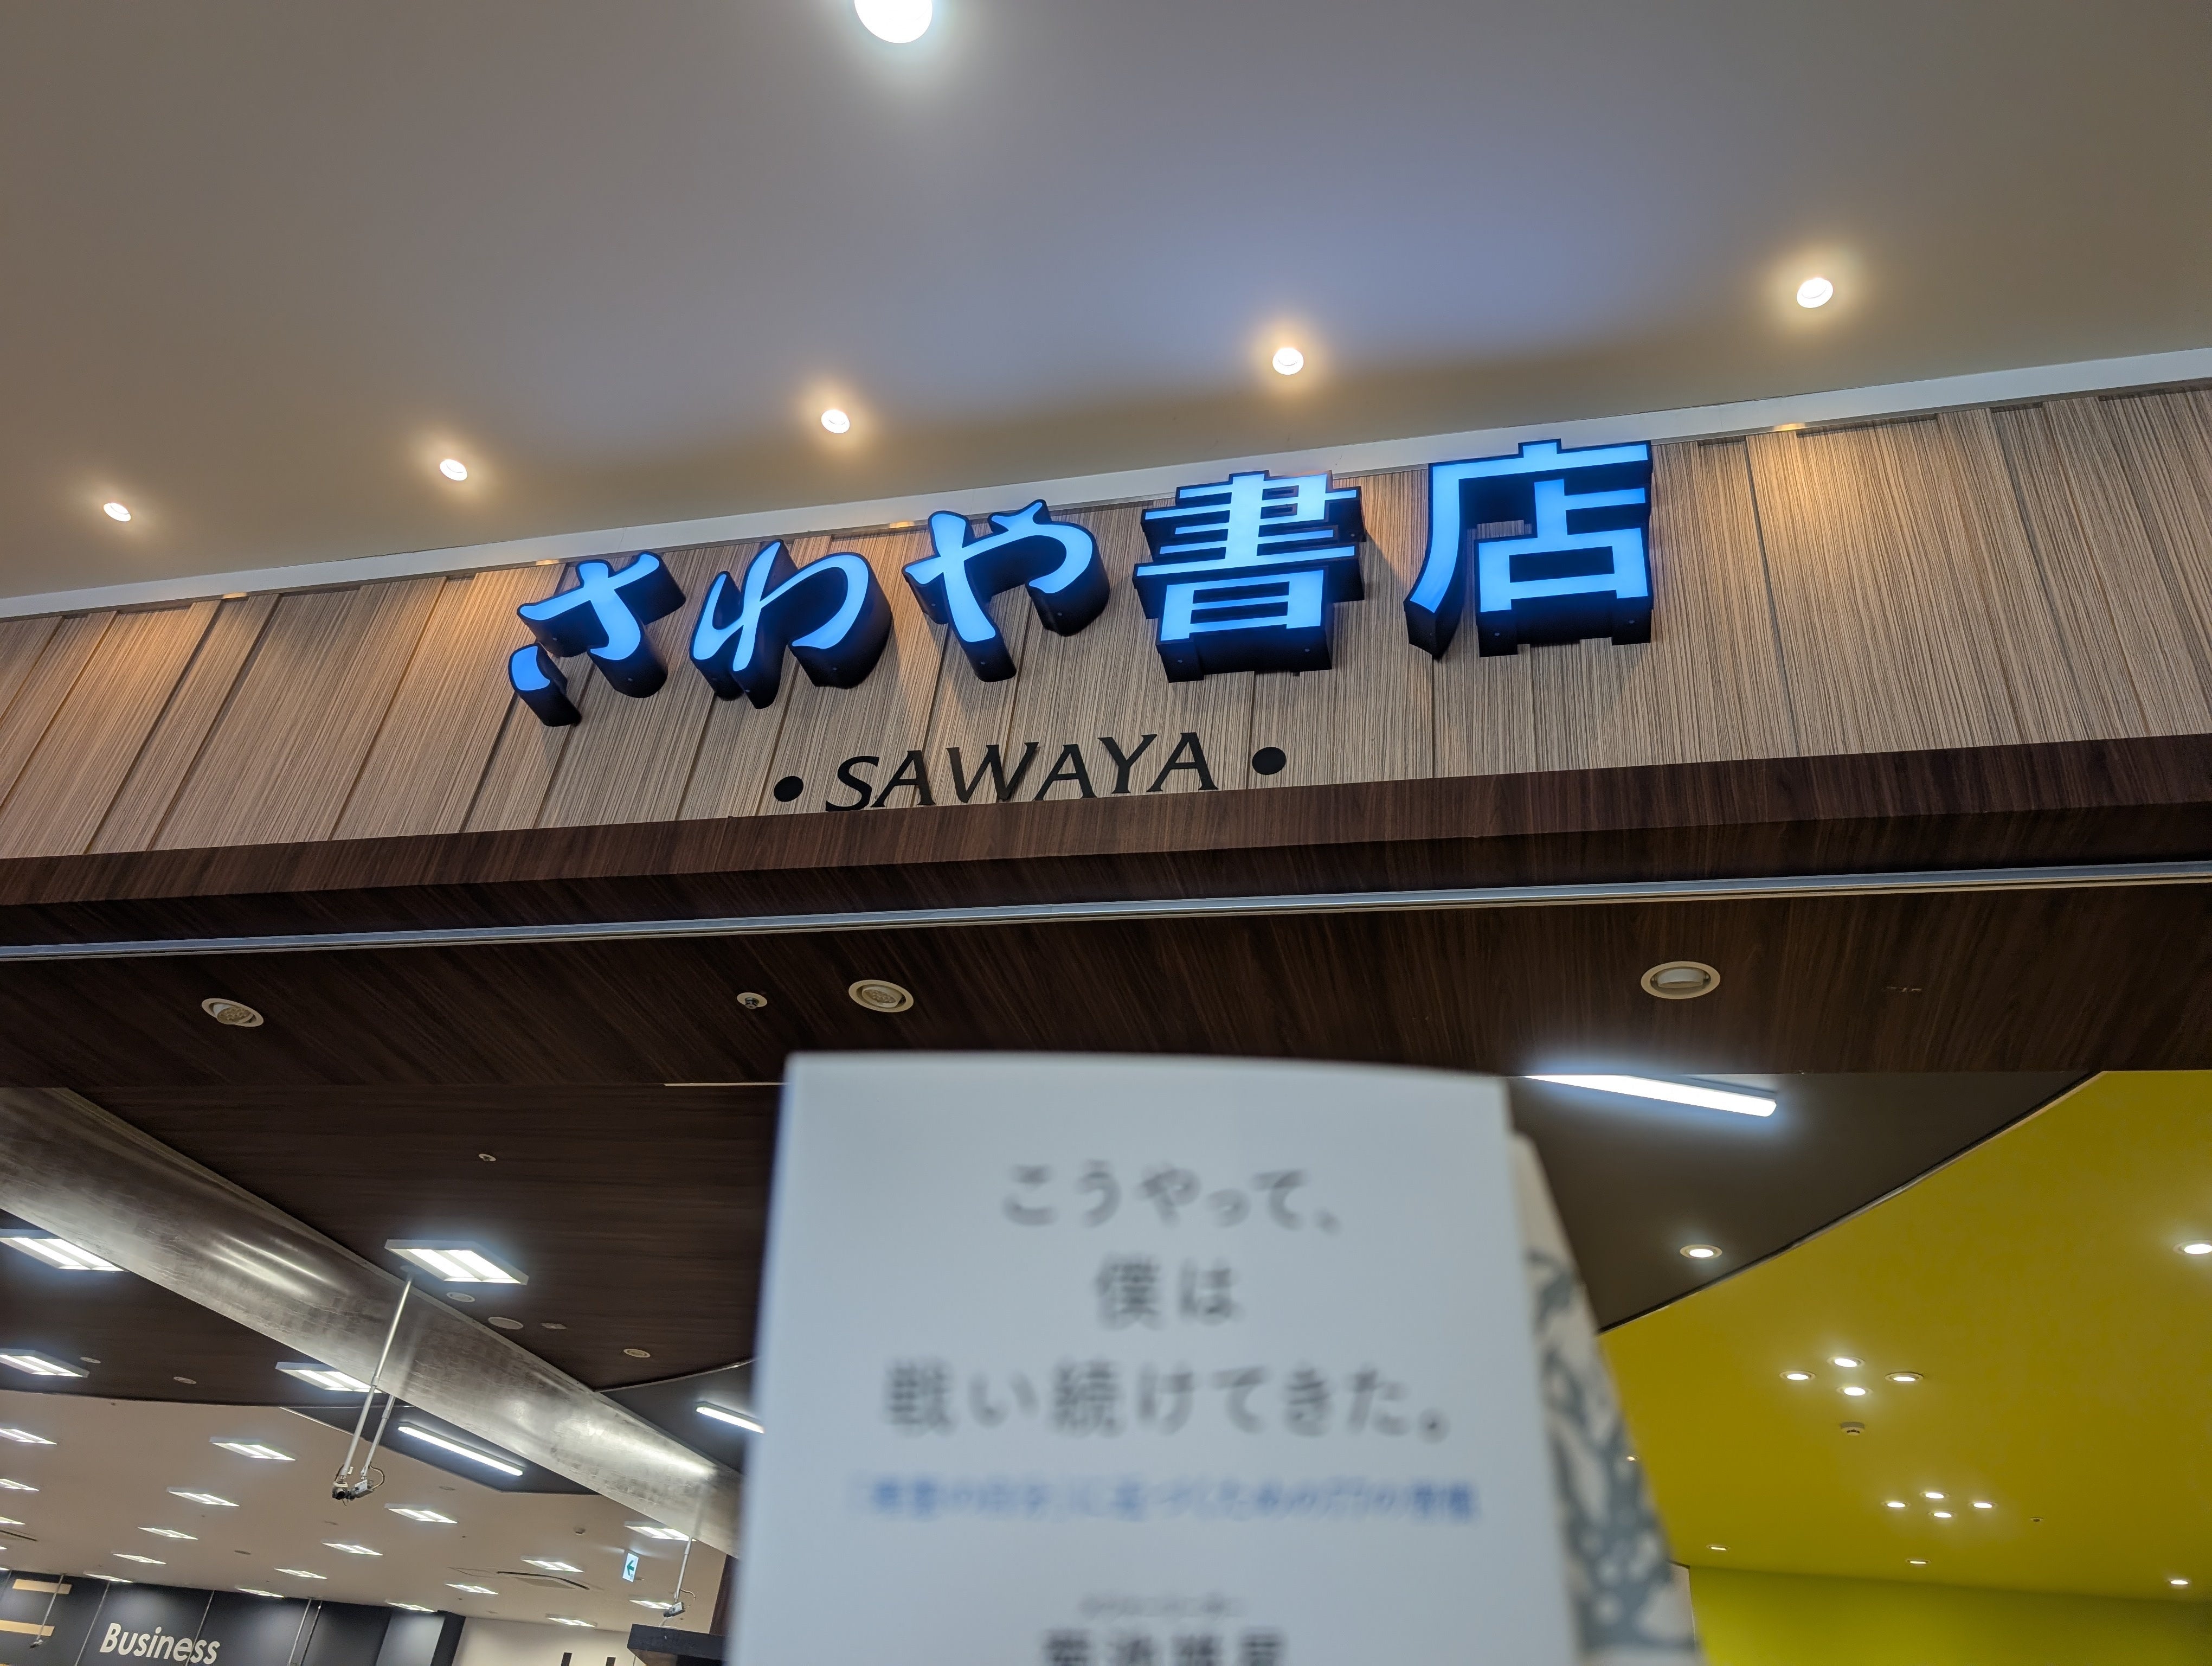 さわや書店
• SAWAYA •
こうやって、
僕は
戦い続けてきた。
Business